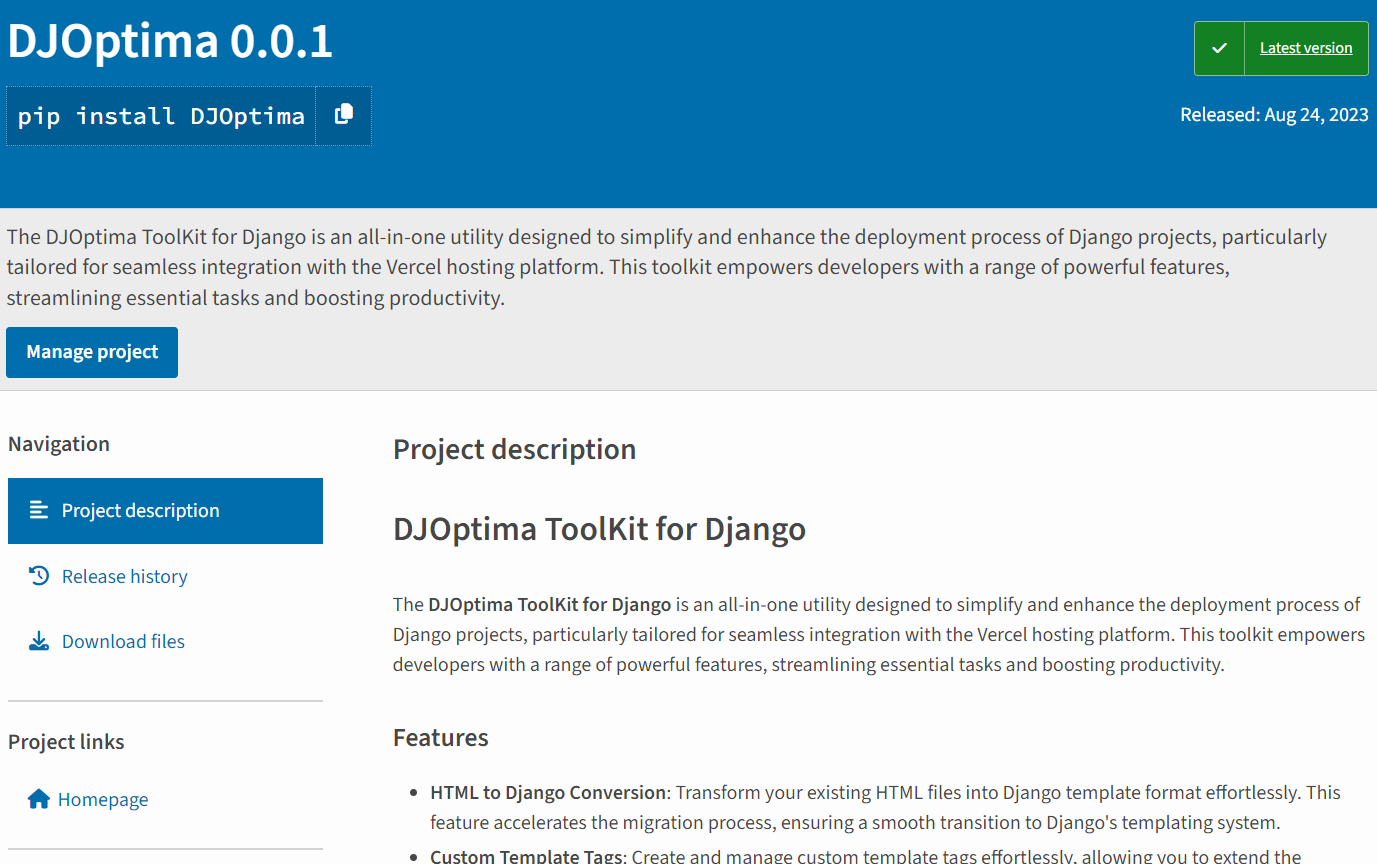 DJOptima 0.0.1
Latest version
pip install DJOptima
Released: Aug 24, 2023
The DJOptima ToolKit for Django is an all-in-one utility designed to simplify and enhance the deployment process of Django projects, particularly
tailored for seamless integration with the Vercel hosting platform. This toolkit empowers developers with a range of powerful features,
streamlining essential tasks and boosting productivity.
Manage project
Navigation
Project description
Release history
Download files
Project links
Homepage
Project description
DJOptima ToolKit for Django
The DJOptima ToolKit for Django is an all-in-one utility designed to simplify and enhance the deployment process of
Django projects, particularly tailored for seamless integration with the Vercel hosting platform. This toolkit empowers
developers with a range of powerful features, streamlining essential tasks and boosting productivity.
Features
• HTML to Django Conversion: Transform your existing HTML files into Django template format effortlessly. This
feature accelerates the migration process, ensuring a smooth transition to Django's templating system.
• Custom Template Tags: Create and manage custom template tags effortlessly, allowing you to extend the